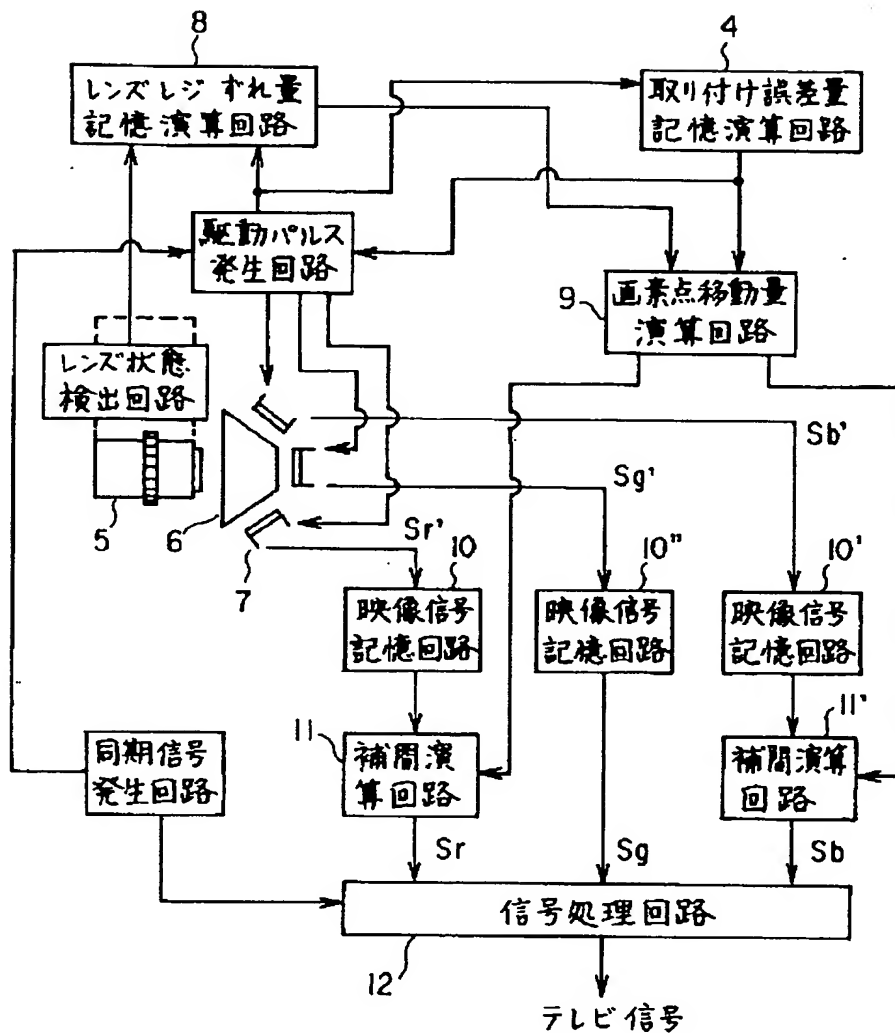 8
レンズレジずれ量
記憶演算回路
4
取り付け誤差量
記憶演算回路
駆動パルス
発生回路
9
画素点移動量
演算回路
レンズ状態
検出回路
5
6
7
Sb'
Sg'
Sr'
10
映像信号
記憶回路
10"
映像信号
記憶回路
10'
映像信号
記憶回路
同期信号
発生回路
11
補間演
算回路
11'
補間演算
回路
Sr
Sg
Sb
信号処理回路
12
テレビ信号